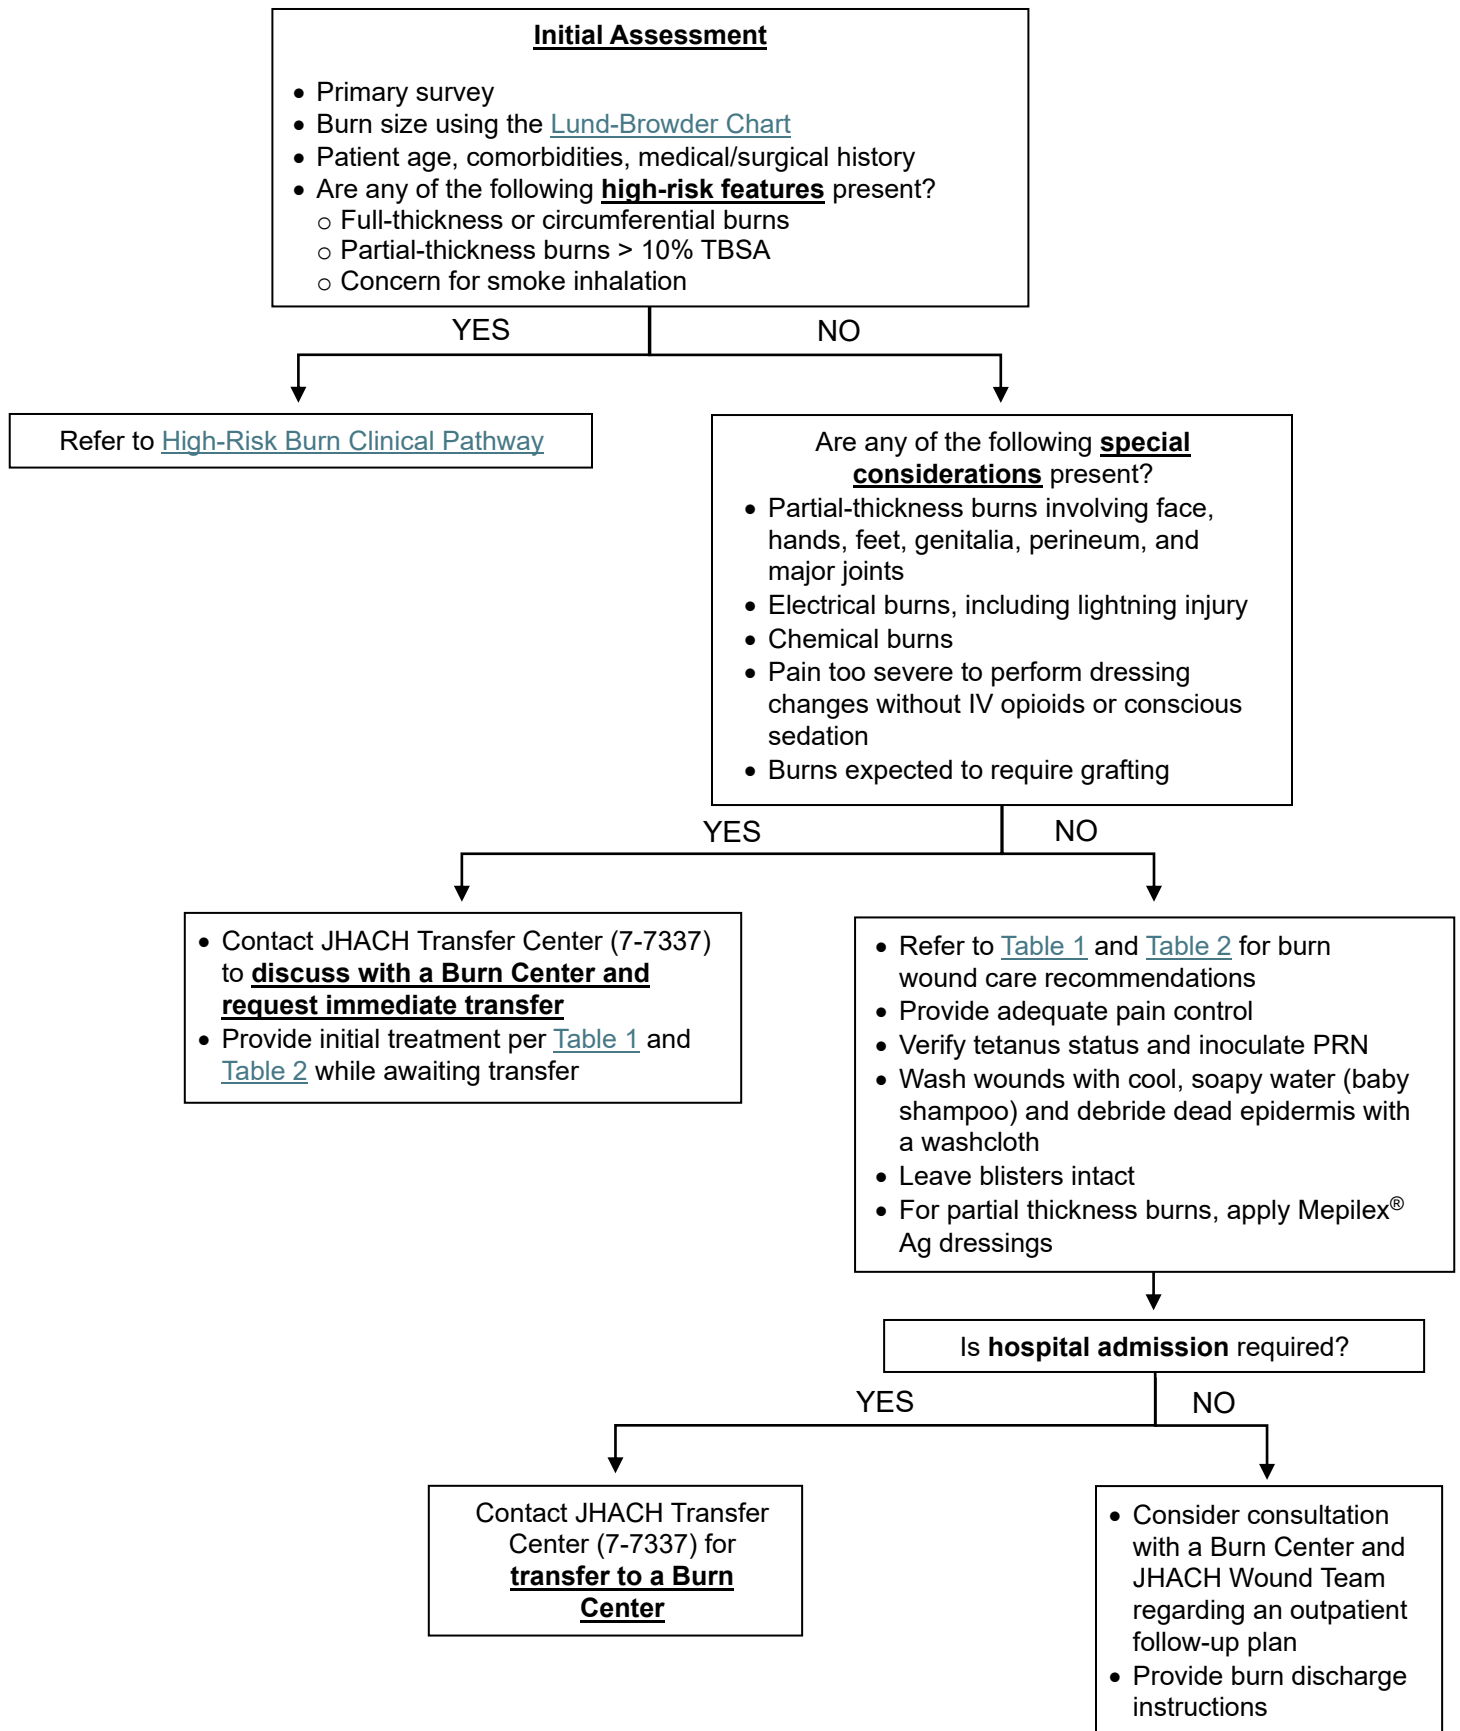 Initial Assessment
• Primary survey
• Burn size using the Lund-Browder Chart
• Patient age, comorbidities, medical/surgical history
• Are any of the following high-risk features present?
○ Full-thickness or circumferential burns
○ Partial-thickness burns > 10% TBSA
○ Concern for smoke inhalation
YES
NO
Refer to High-Risk Burn Clinical Pathway
Are any of the following special
considerations present?
• Partial-thickness burns involving face,
hands, feet, genitalia, perineum, and
major joints
• Electrical burns, including lightning injury
• Chemical burns
• Pain too severe to perform dressing
changes without IV opioids or conscious
sedation
• Burns expected to require grafting
YES
NO
• Contact JHACH Transfer Center (7-7337)
to discuss with a Burn Center and
request immediate transfer
• Provide initial treatment per Table 1 and
Table 2 while awaiting transfer
• Refer to Table 1 and Table 2 for burn
wound care recommendations
• Provide adequate pain control
• Verify tetanus status and inoculate PRN
• Wash wounds with cool, soapy water (baby
shampoo) and debride dead epidermis with
a washcloth
• Leave blisters intact
• For partial thickness burns, apply Mepilex®
Ag dressings
Is hospital admission required?
YES
NO
Contact JHACH Transfer
Center (7-7337) for
transfer to a Burn
Center
• Consider consultation
with a Burn Center and
JHACH Wound Team
regarding an outpatient
follow-up plan
• Provide burn discharge
instructions